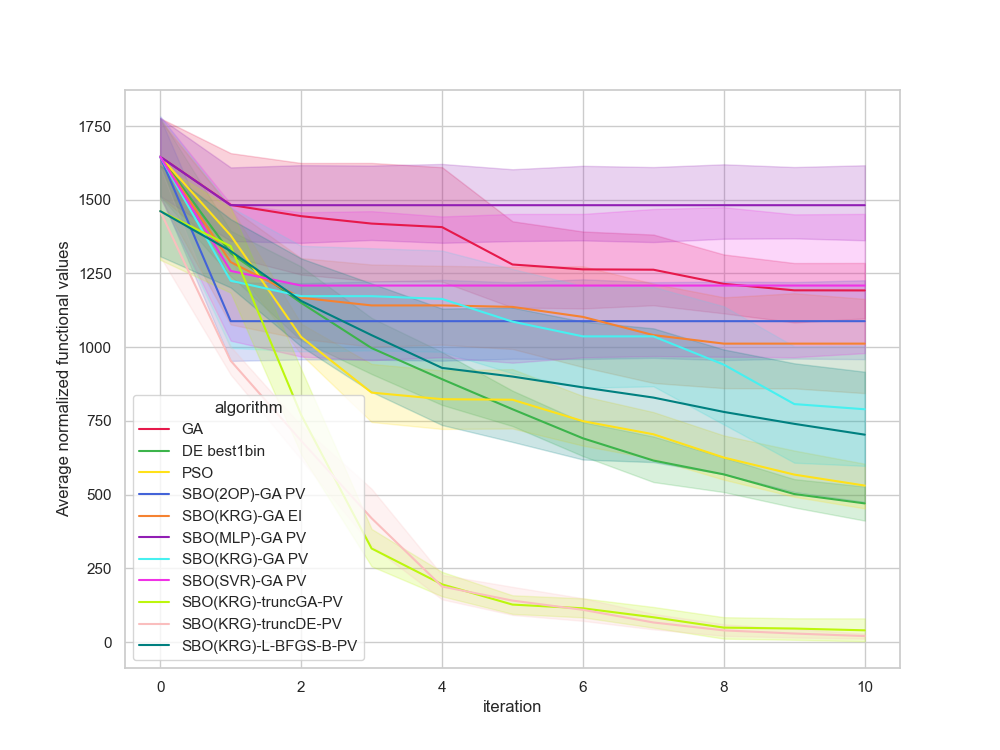 1750
1500
1250
1000
750
500
250
0
Average normalized functional values
algorithm
GA
DE best1bin
PSO
SBO(2OP)-GA PV
SBO(KRG)-GA EI
SBO(MLP)-GA PV
SBO(KRG)-GA PV
SBO(SVR)-GA PV
SBO(KRG)-truncGA-PV
SBO(KRG)-truncDE-PV
SBO(KRG)-L-BFGS-B-PV
0 2 4 6 8 10
iteration